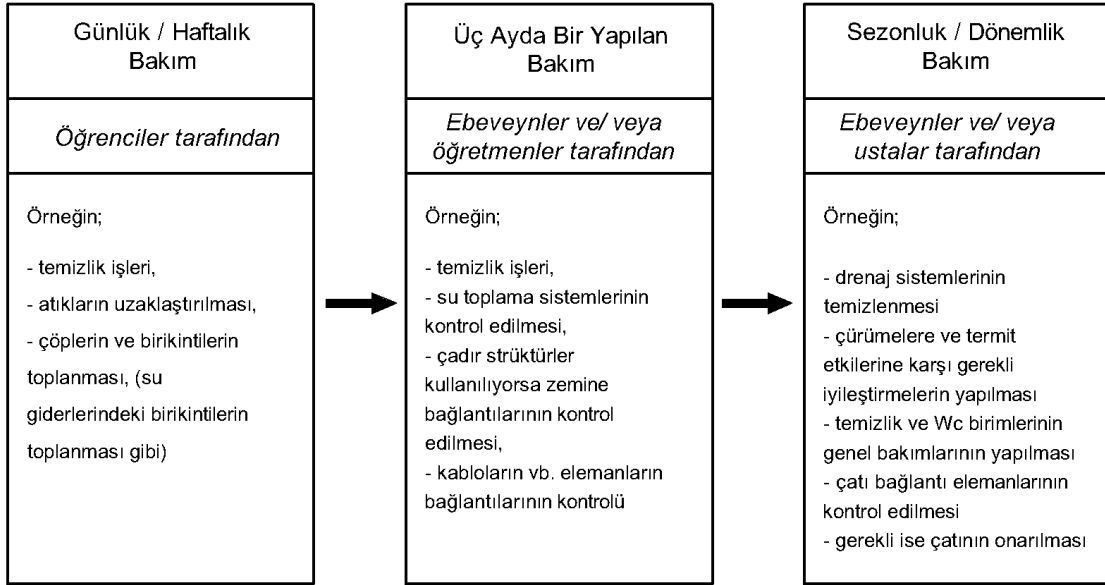 Günlük / Haftalık
Bakım
Öğrenciler tarafından
Örneğin;
- temizlik işleri,
- atıkların uzaklaştırılması,
- çöplerin ve birikintilerin
toplanması, (su
giderlerindeki birikintilerin
toplanması gibi)
Üç Ayda Bir Yapılan
Bakım
Ebeveynler ve/ veya
öğretmenler tarafından
Örneğin;
- temizlik işleri,
- su toplama sistemlerinin
kontrol edilmesi,
- çadır strüktürler
kullanılıyorsa zemine
bağlantılarının kontrol
edilmesi,
- kabloların vb. elemanların
bağlantılarının kontrolü
Sezonluk / Dönemlik
Bakım
Ebeveynler ve/ veya
ustalar tarafından
Örneğin;
- drenaj sistemlerinin
temizlenmesi
- çürümelere ve termit
etkilerine karşı gerekli
iyileştirmelerin yapılması
- temizlik ve Wc birimlerinin
genel bakımlarının yapılması
- çatı bağlantı elemanlarının
kontrol edilmesi
- gerekli ise çatının onarılması